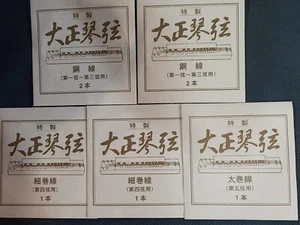 特製
大正琴弦
鋼線
(第一弦~第三弦用)
2本
特製
大正琴弦
鋼線
(第一弦~第三弦用)
2本
特製
大正琴弦
細巻線
(第四弦用)
1本
特製
大正琴弦
細巻線
(第四弦用)
1本
特製
大正琴弦
太巻線
(第五弦用)
1本